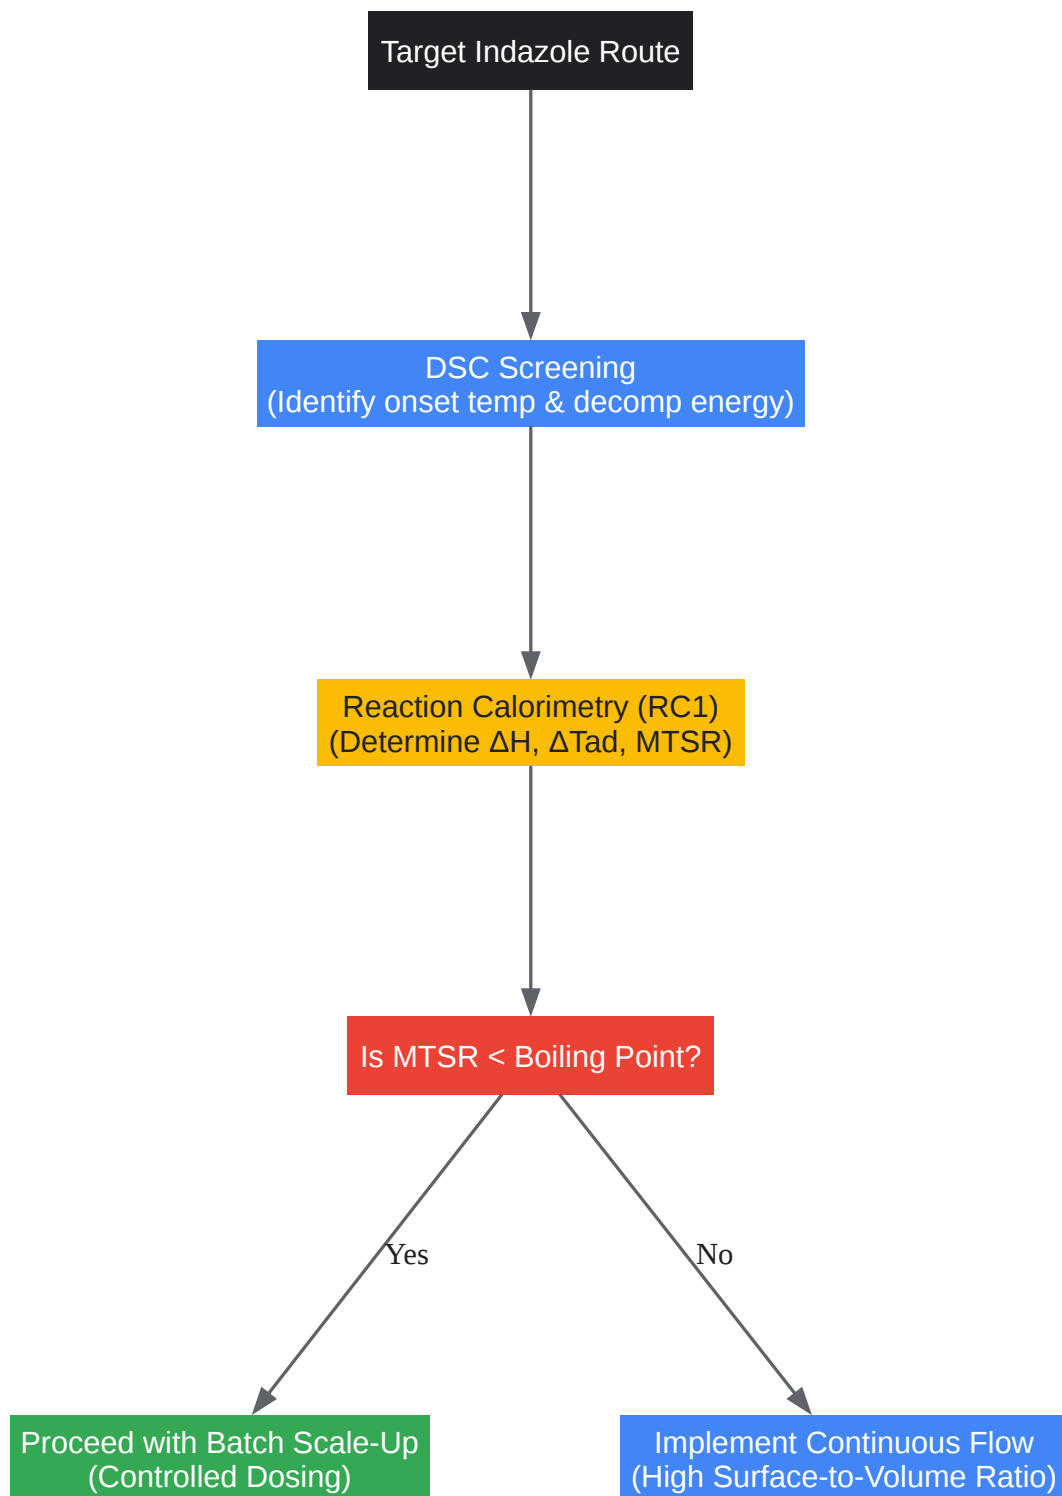 Target Indazole Route
DSC Screening
(Identify onset temp & decomp energy)
Reaction Calorimetry (RC1)
(Determine ΔH, ΔTad, MTSR)
Is MTSR < Boiling Point?
Yes
No
Proceed with Batch Scale-Up
(Controlled Dosing)
Implement Continuous Flow
(High Surface-to-Volume Ratio)